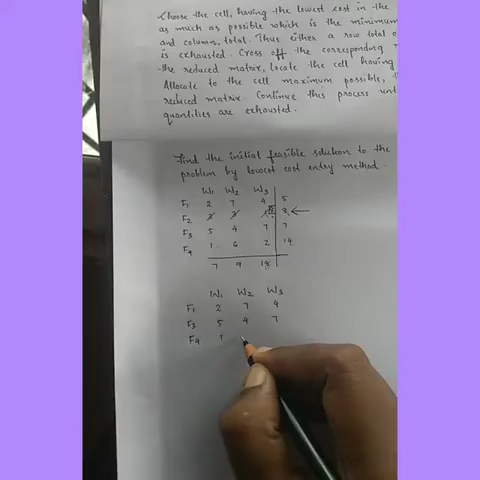 Choose the cell, having the lowest cost in the
as much as possible which is the minimum
and column, total. Thus either a row total o
is exhausted. Cross off the corresponding
the reduced matrix, locate the cell having
Allocate to the cell maximum possible, t
reduced matrix. Continue this process unt
quantities are exhausted.
Find the initial feasible solution to the
problem by lowest cost entry method.
W1 W2 W3
F1 2 7 4 5
F2 3 3 1 8 8
F3 5 4 7 7
F4 1 6 2 14
7 9 18
W1 W2 W3
F1 2 7 4
F3 5 4 7
F4 1